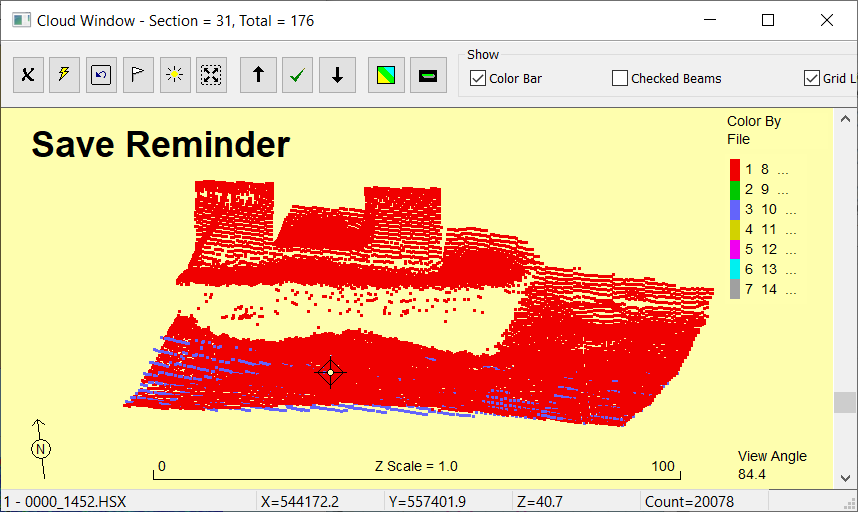 Cloud Window - Section = 31, Total = 176
Show
Color Bar
Checked Beams
Grid L
Save Reminder
Color By
File
1 8 ...
2 9 ...
3 10 ...
4 11 ...
5 12 ...
6 13 ...
7 14 ...
N
0
Z Scale = 1.0
100
View Angle
84.4
1 - 0000_1452.HSX
X=544172.2
Y=557401.9
Z=40.7
Count=20078